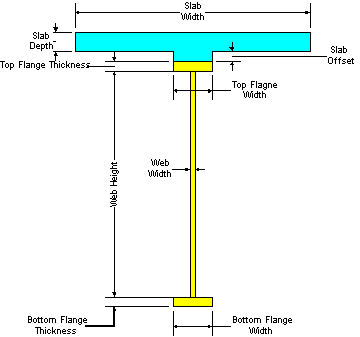 Slab
Width
Slab
Depth
Slab
Offset
Top Flange Thickness
Top Flagne
Width
Web
Width
Web Height
Bottom Flange
Thickness
Bottom Flange
Width